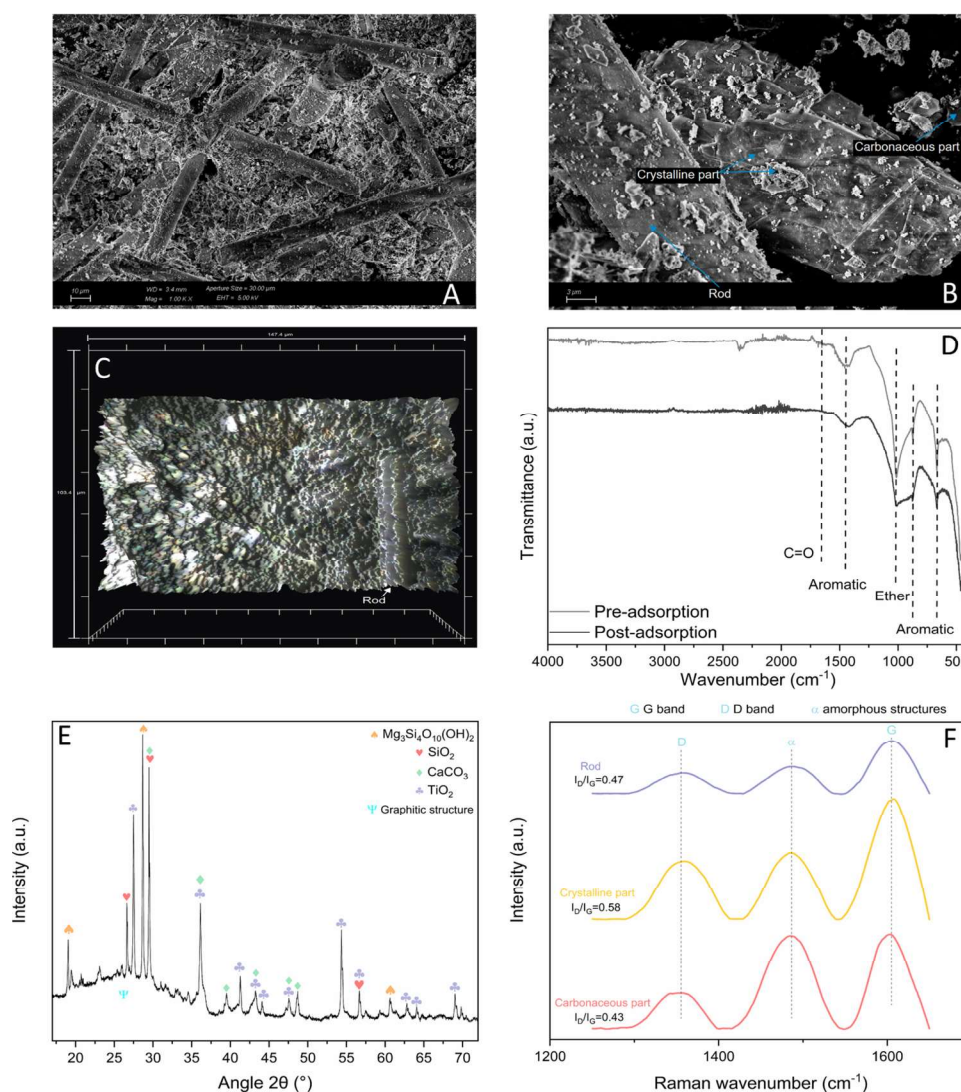 10 µm
WD = 3.4 mm
Aperture Size = 30.00 µm
Mag = 1.00 K X
EHT = 5.00 kV
A
Carbonaceous part
Crystalline part
Rod
3 µm
B
147.4 µm
C
µm
Rod
D
Transmittance (a.u.)
C=O
Aromatic
Ether
Aromatic
Pre-adsorption
Post-adsorption
4000 3500 3000 2500 2000 1500 1000 500
Wavenumber (cm⁻¹)
E
Mg₃Si₄O₁₀(OH)₂
SiO₂
CaCO₃
TiO₂
Ψ Graphitic structure
Ψ
Intensity (a.u.)
20 25 30 35 40 45 50 55 60 65 70
Angle 2θ (°)
G G band D D band α amorphous structures
F
D α G
Rod
I_D/I_G=0.47
Crystalline part
I_D/I_G=0.58
Carbonaceous part
I_D/I_G=0.43
Intensity (a.u.)
1200 1400 1600
Raman wavenumber (cm⁻¹)